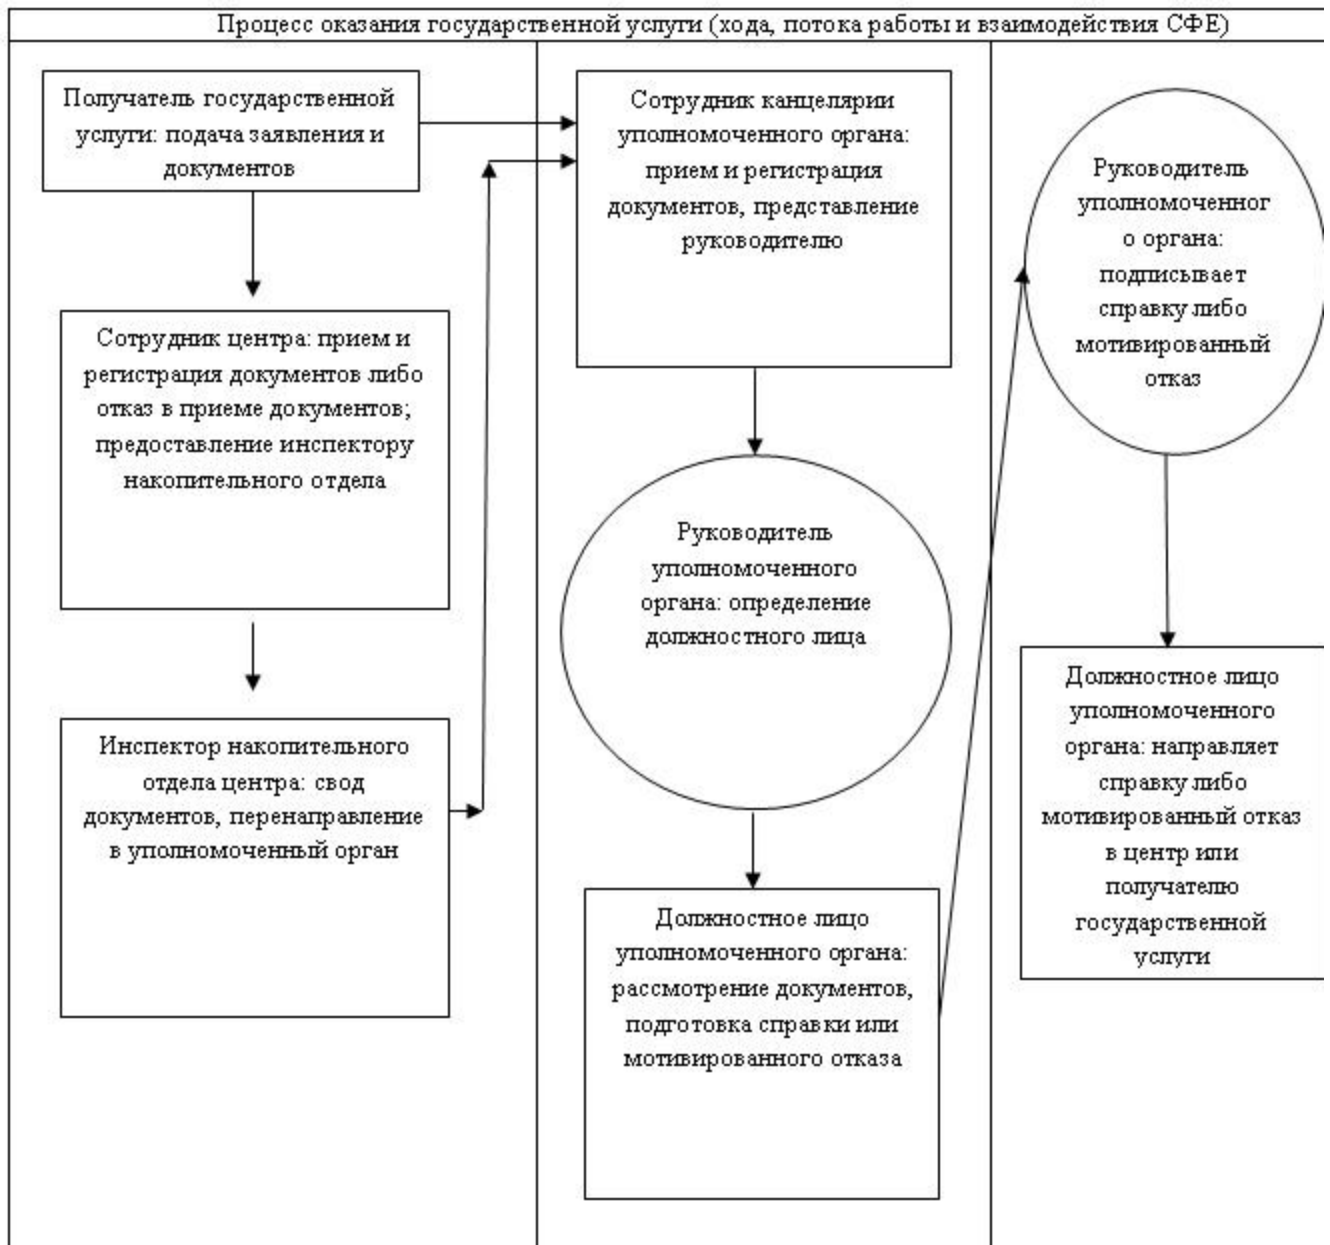 Процесс оказания государственной услуги (хода, потока работы и взаимодействия СФЕ)
Получатель государственной
услуги: подача заявления и
документов
Сотрудник центра: прием и
регистрация документов либо
отказ в приеме документов;
предоставление инспектору
накопительного отдела
Инспектор накопительного
отдела центра: свод
документов, перенаправление
в уполномоченный орган
Сотрудник канцелярии
уполномоченного органа:
прием и регистрация
документов, представление
руководителю
Руководитель
уполномоченного
органа: определение
должностного лица
Должностное лицо
уполномоченного органа:
рассмотрение документов,
подготовка справки или
мотивированного отказа
Руководитель
уполномоченног
о органа:
подписывает
справку либо
мотивированный
отказ
Должностное лицо
уполномоченного
органа: направляет
справку либо
мотивированный отказ
в центр или
получателю
государственной
услуги